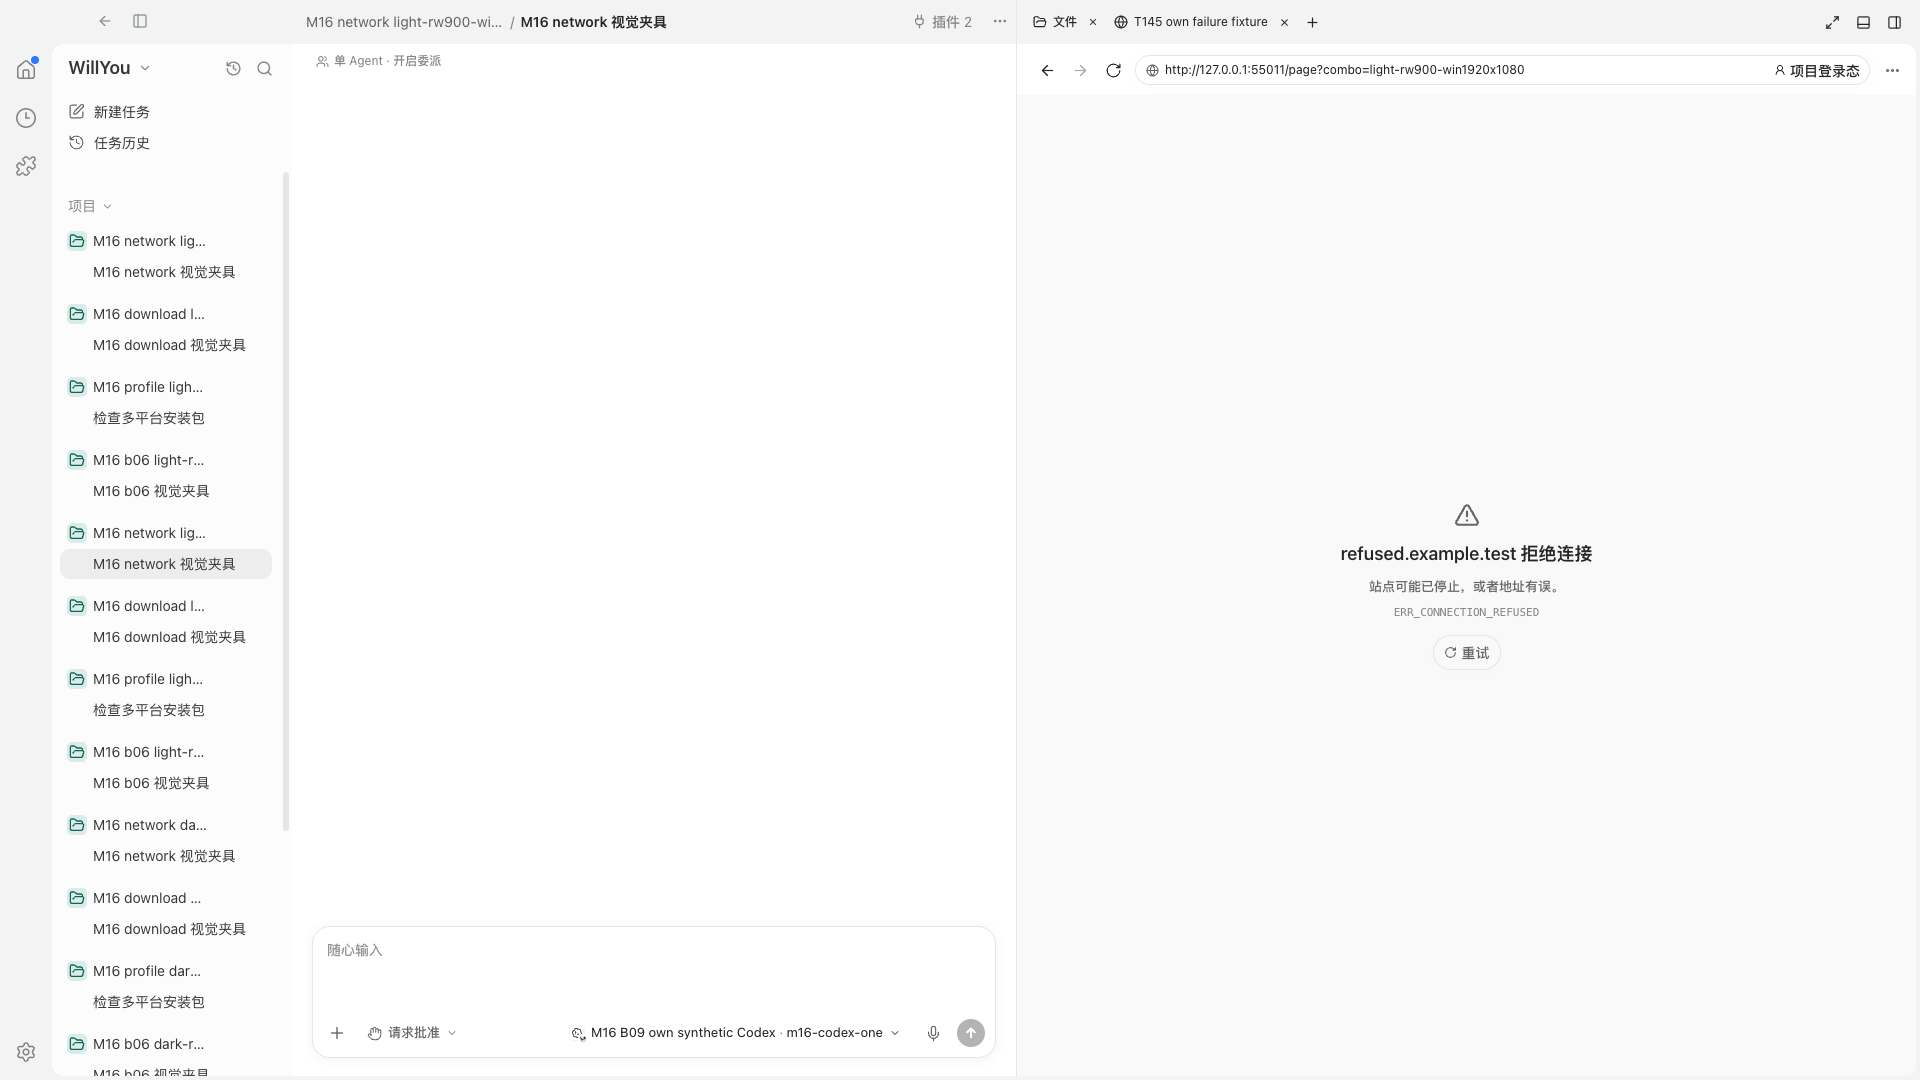 M16 network light-rw900-wi... / M16 network 视觉夹具
插件 2
文件
T145 own failure fixture
WillYou
新建任务
任务历史
项目
M16 network lig...
M16 network 视觉夹具
M16 download l...
M16 download 视觉夹具
M16 profile ligh...
检查多平台安装包
M16 b06 light-r...
M16 b06 视觉夹具
M16 network lig...
M16 network 视觉夹具
M16 download l...
M16 download 视觉夹具
M16 profile ligh...
检查多平台安装包
M16 b06 light-r...
M16 b06 视觉夹具
M16 network da...
M16 network 视觉夹具
M16 download ...
M16 download 视觉夹具
M16 profile dar...
检查多平台安装包
M16 b06 dark-r...
M16 b06 视觉夹具
单 Agent · 开启委派
随心输入
请求批准
M16 B09 own synthetic Codex · m16-codex-one
http://127.0.0.1:55011/page?combo=light-rw900-win1920x1080
项目登录态
refused.example.test 拒绝连接
站点可能已停止，或者地址有误。
ERR_CONNECTION_REFUSED
重试